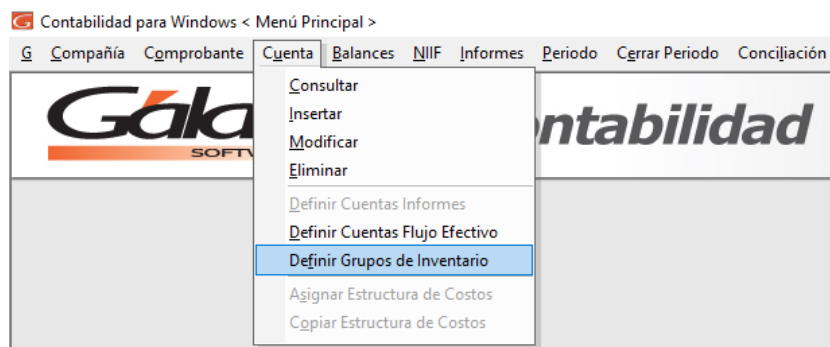 Contabilidad para Windows < Menú Principal >
G Compañía Comprobante Cuenta Balances NIIF Informes Periodo Cerrar Periodo Conciliación
Consultar
Insertar
Modificar
Eliminar
Definir Cuentas Informes
Definir Cuentas Flujo Efectivo
Definir Grupos de Inventario
Asignar Estructura de Costos
Copiar Estructura de Costos